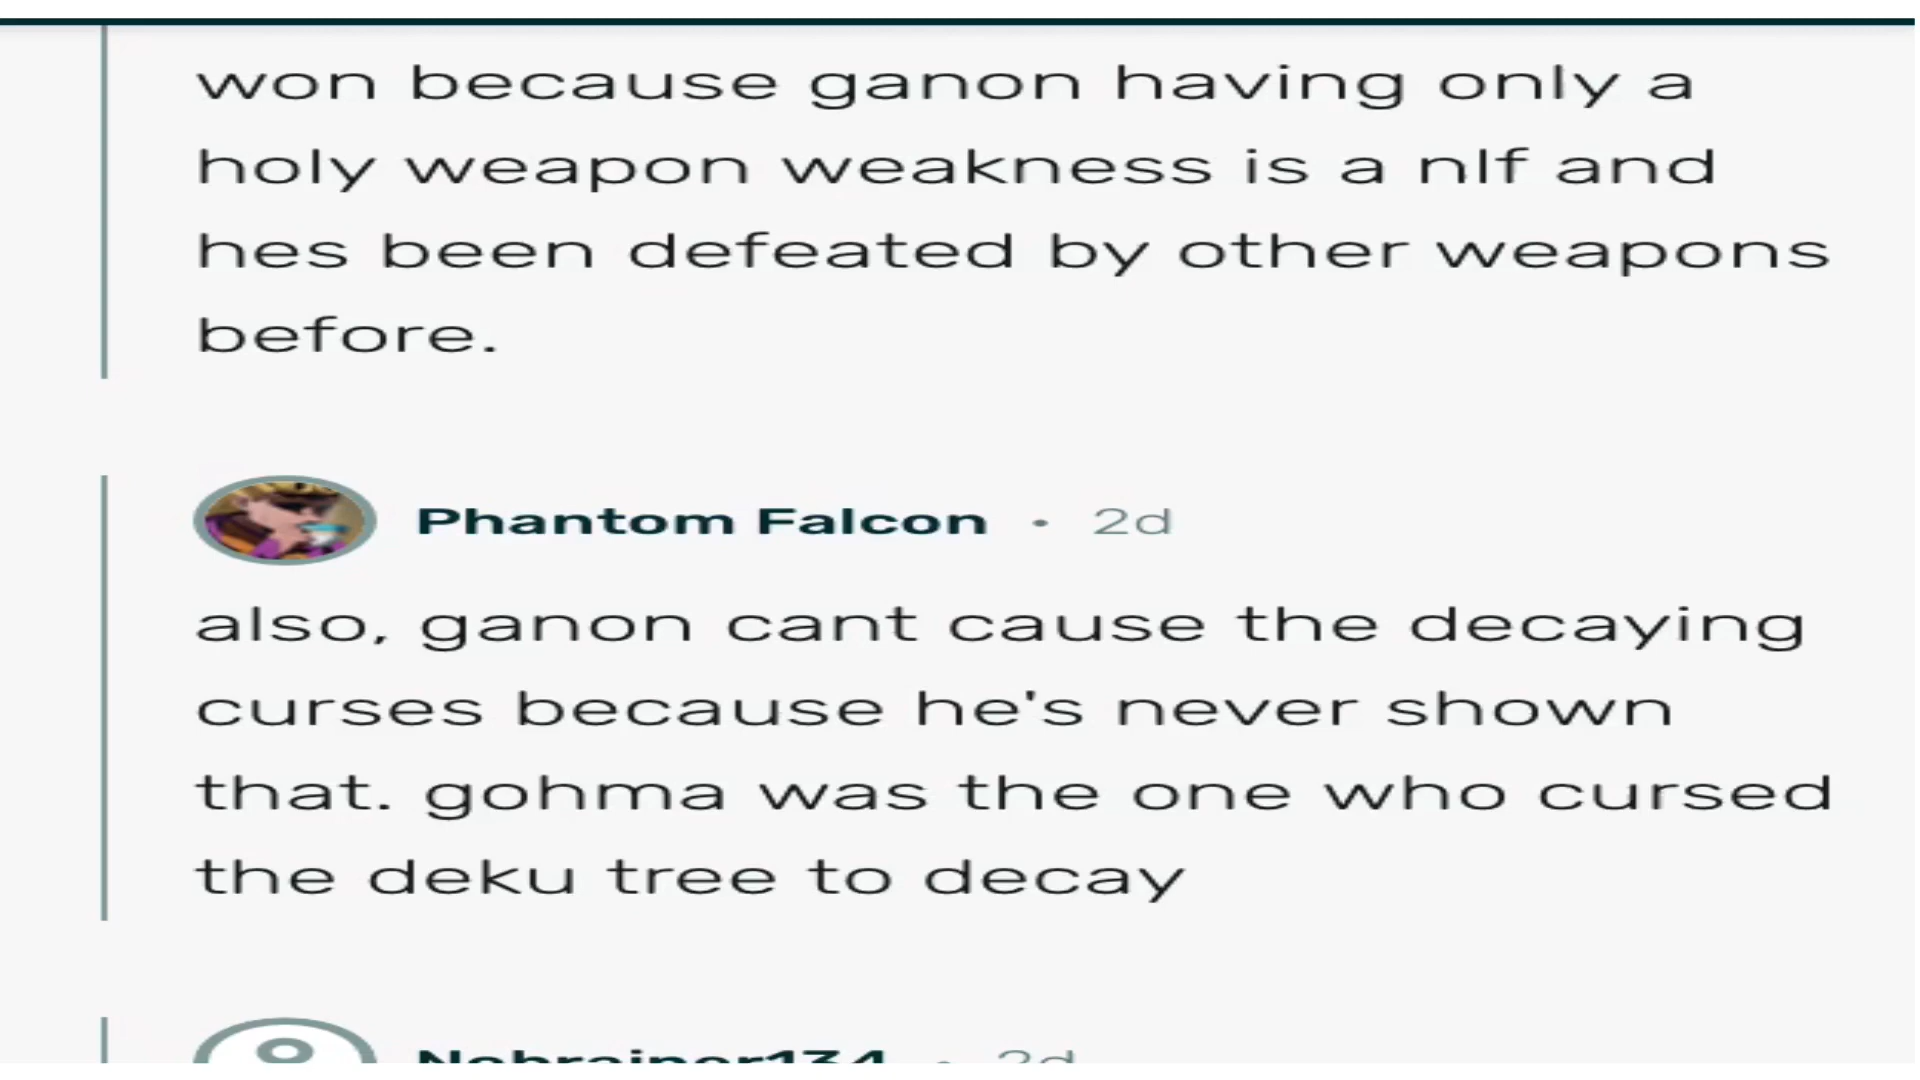 won because ganon having only a
holy weapon weakness is a nlf and
hes been defeated by other weapons
before.
Phantom Falcon • 2d
also, ganon cant cause the decaying
curses because he's never shown
that. gohma was the one who cursed
the deku tree to decay
Nobrainer134 • 2d